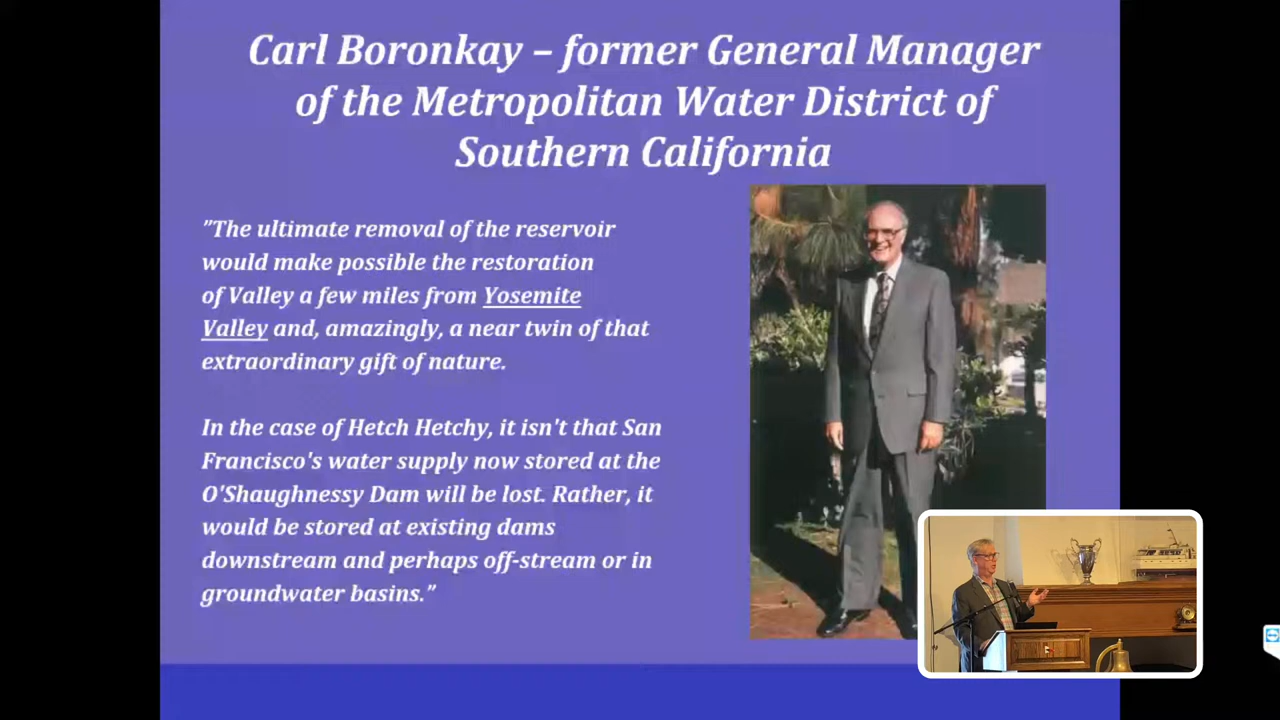 Carl Boronkay – former General Manager
of the Metropolitan Water District of
Southern California
"The ultimate removal of the reservoir
would make possible the restoration
of Valley a few miles from Yosemite
Valley and, amazingly, a near twin of that
extraordinary gift of nature.
In the case of Hetch Hetchy, it isn't that San
Francisco's water supply now stored at the
O'Shaughnessy Dam will be lost. Rather, it
would be stored at existing dams
downstream and perhaps off-stream or in
groundwater basins."